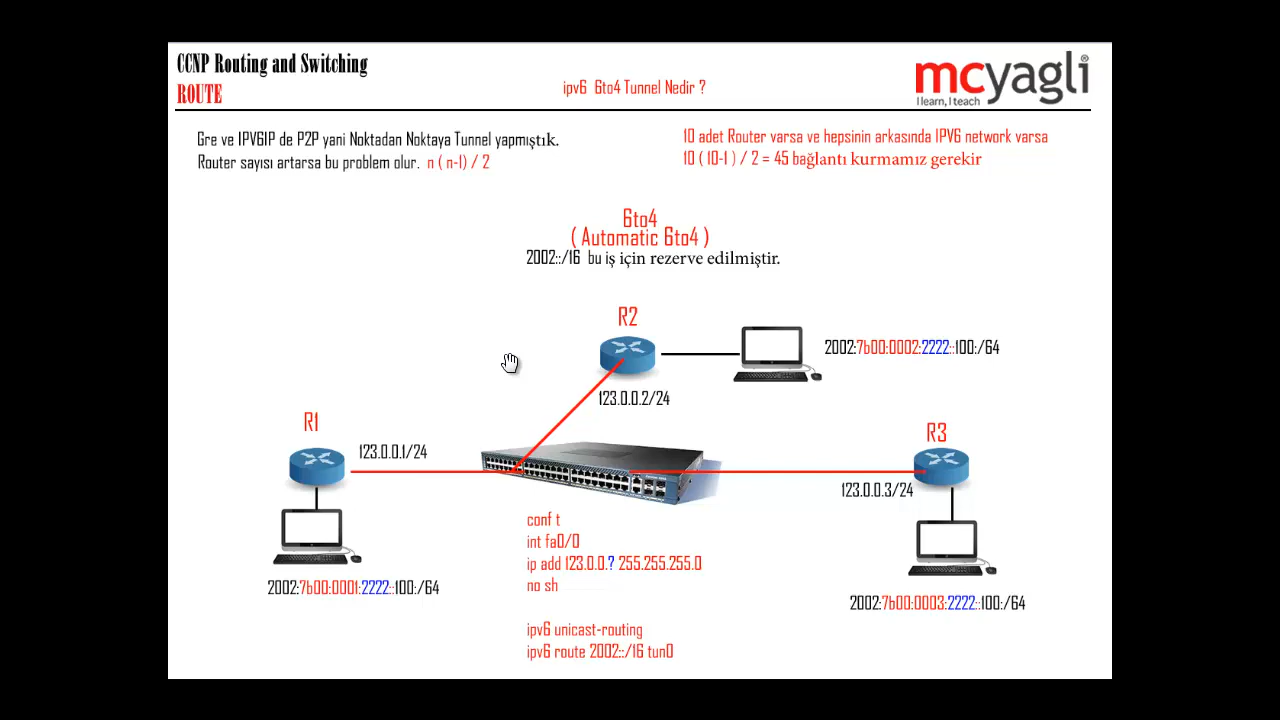 CCNP Routing and Switching
ROUTE
ipv6 6to4 Tunnel Nedir ?
mcyagli®
I learn, I teach
Gre ve IPV6IP de P2P yani Noktadan Noktaya Tunnel yapmıştık.
Router sayısı artarsa bu problem olur. n ( n-1) / 2
10 adet Router varsa ve hepsinin arkasında IPV6 network varsa
10 ( 10-1 ) / 2 = 45 bağlantı kurmamız gerekir
6to4
( Automatic 6to4 )
2002::/16 bu iş için rezerve edilmiştir.
R2
2002:7b00:0002:2222::100:/64
123.0.0.2/24
R1
123.0.0.1/24
R3
123.0.0.3/24
2002:7b00:0001:2222::100:/64
2002:7b00:0003:2222::100:/64
conf t
int fa0/0
ip add 123.0.0.? 255.255.255.0
no sh
ipv6 unicast-routing
ipv6 route 2002::/16 tun0